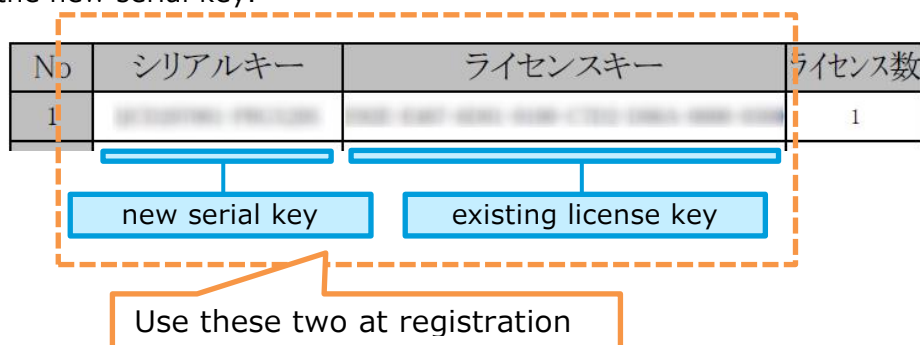 the new serial key.
No シリアルキー ライセンスキー ライセンス数
1 1
new serial key existing license key
Use these two at registration